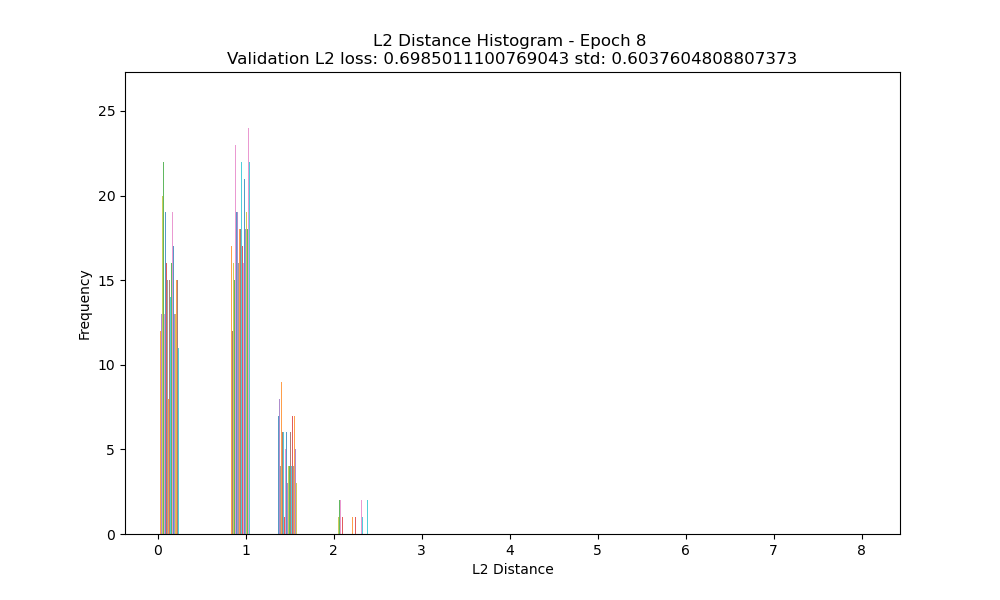 L2 Distance Histogram - Epoch 8
Validation L2 loss: 0.6985011100769043 std: 0.6037604808807373
25
20
15
10
5
0
Frequency
0 1 2 3 4 5 6 7 8
L2 Distance